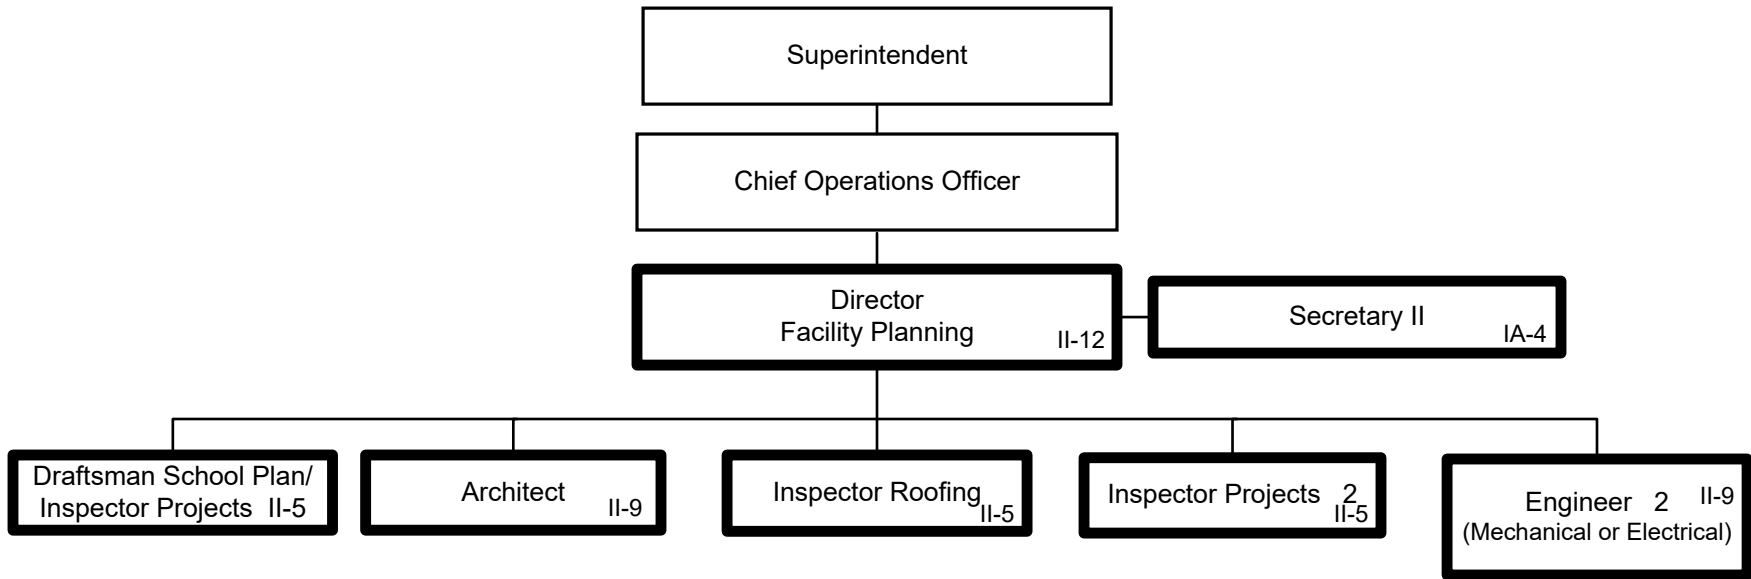 Superintendent
Chief Operations Officer
Director
Facility Planning
II-12
Secretary II
IA-4
Draftsman School Plan/
Inspector Projects II-5
Architect
II-9
Inspector Roofing
II-5
Inspector Projects 2
II-5
Engineer 2
II-9
(Mechanical or Electrical)